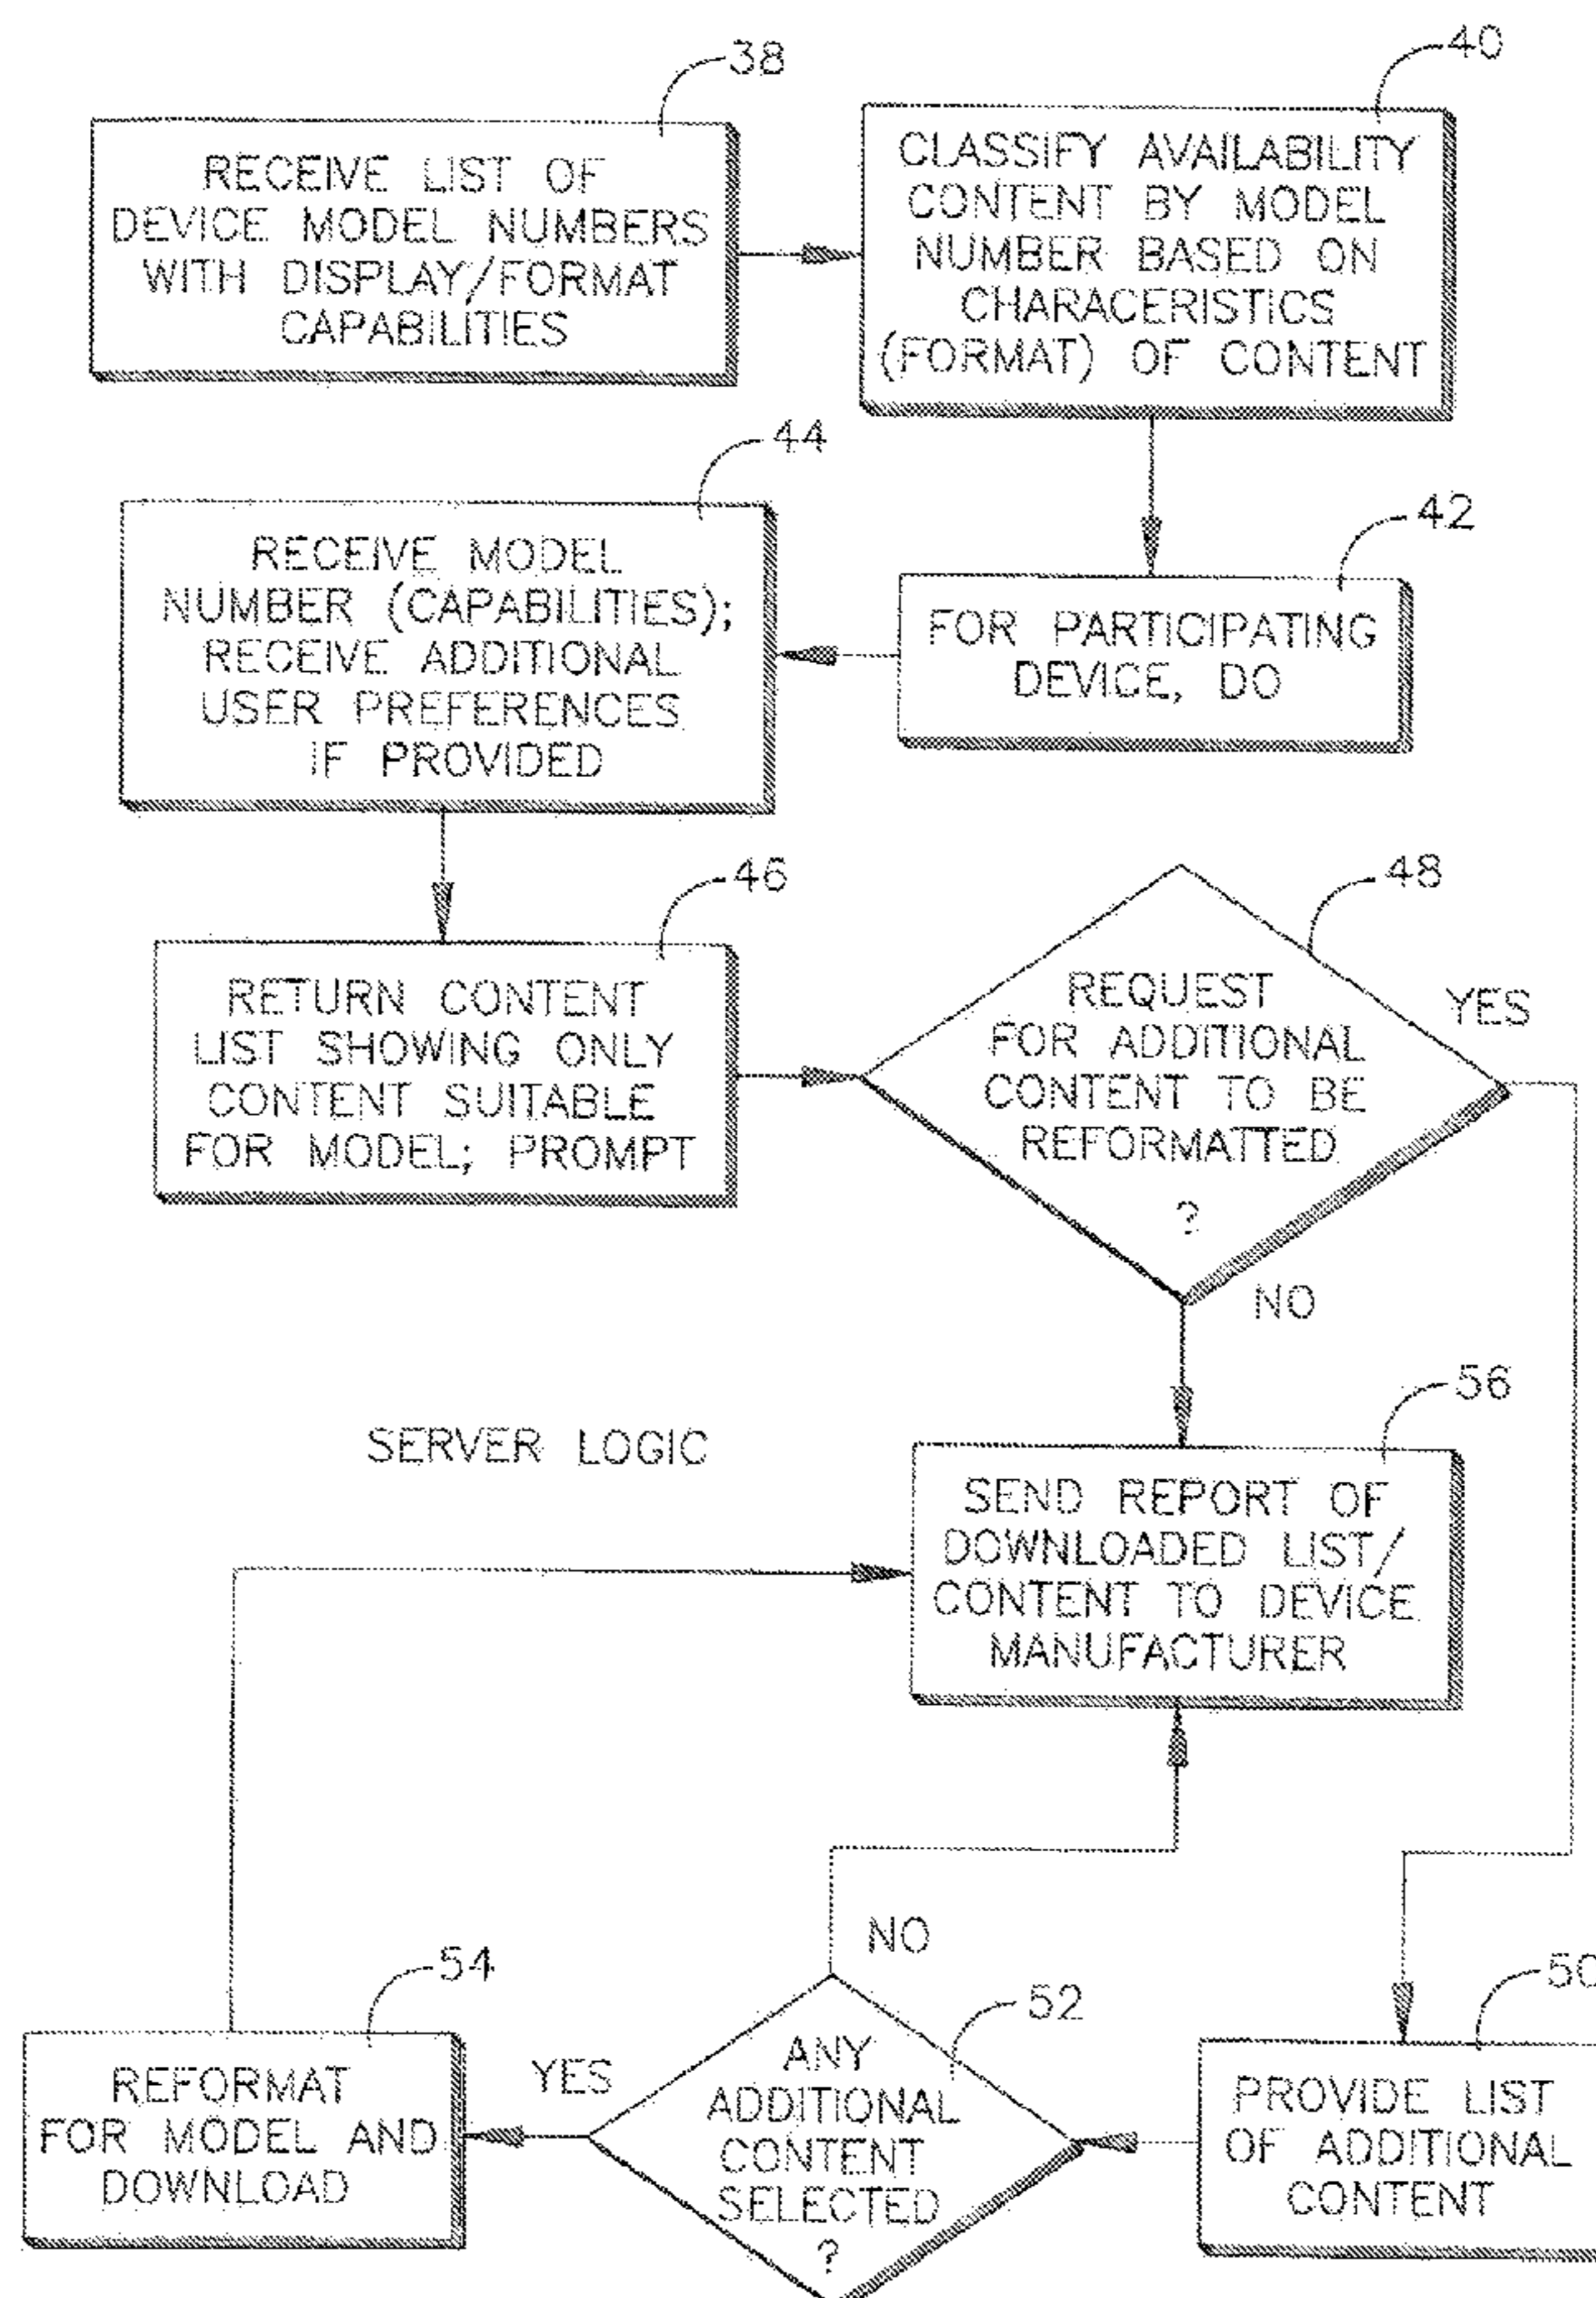 38
RECEIVE LIST OF
DEVICE MODEL NUMBERS
WITH DISPLAY/FORMAT
CAPABILITIES
40
CLASSIFY AVAILABILITY
CONTENT BY MODEL
NUMBER BASED ON
CHARACERISTICS
(FORMAT) OF CONTENT
42
FOR PARTICIPATING
DEVICE, DO
44
RECEIVE MODEL
NUMBER (CAPABILITIES);
RECEIVE ADDITIONAL
USER PREFERENCES
IF PROVIDED
46
RETURN CONTENT
LIST SHOWING ONLY
CONTENT SUITABLE
FOR MODEL; PROMPT
48
REQUEST
FOR ADDITIONAL
CONTENT TO BE
REFORMATTED
?
YES
NO
56
SEND REPORT OF
DOWNLOADED LIST/
CONTENT TO DEVICE
MANUFACTURER
SERVER LOGIC
50
PROVIDE LIST
OF ADDITIONAL
CONTENT
52
ANY
ADDITIONAL
CONTENT
SELECTED
?
NO
YES
54
REFORMAT
FOR MODEL AND
DOWNLOAD